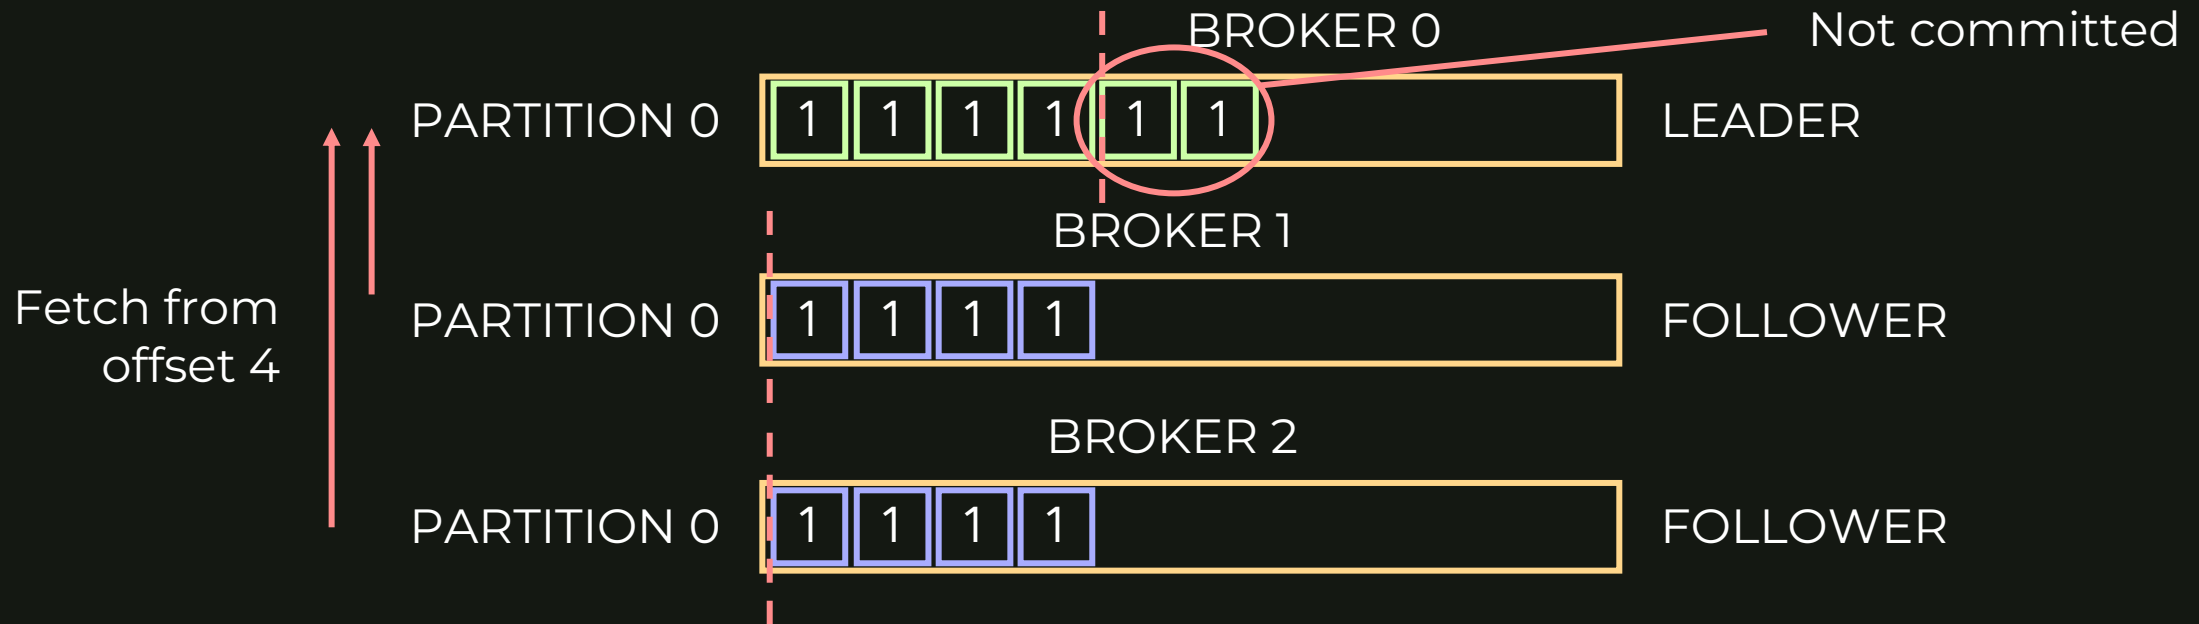 BROKER 0
Not committed
PARTITION 0 1 1 1 1 1 1 LEADER
BROKER 1
Fetch from
offset 4
PARTITION 0 1 1 1 1 FOLLOWER
BROKER 2
PARTITION 0 1 1 1 1 FOLLOWER